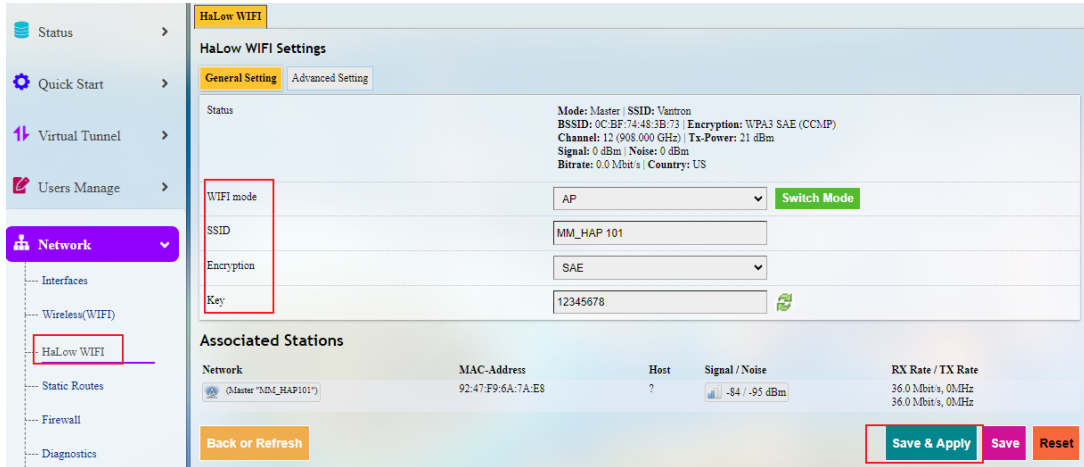 Status
Quick Start
Virtual Tunnel
Users Manage
Network
Interfaces
Wireless(WIFI)
HaLow WIFI
Static Routes
Firewall
Diagnostics
HaLow WIFI
HaLow WIFI Settings
General Setting
Advanced Setting
Status
Mode: Master | SSID: Vantron
BSSID: 0C:BF:74:48:3B:73 | Encryption: WPA3 SAE (CCMP)
Channel: 12 (908.000 GHz) | Tx-Power: 21 dBm
Signal: 0 dBm | Noise: 0 dBm
Bitrate: 0.0 Mbit/s | Country: US
WIFI mode
AP
Switch Mode
SSID
MM_HAP 101
Encryption
SAE
Key
12345678
Associated Stations
Network MAC-Address Host Signal / Noise RX Rate / TX Rate
(Master "MM_HAP101") 92:47:F9:6A:7A:E8 ? -84 / -95 dBm 36.0 Mbit/s, 0MHz
36.0 Mbit/s, 0MHz
Back or Refresh
Save & Apply
Save
Reset